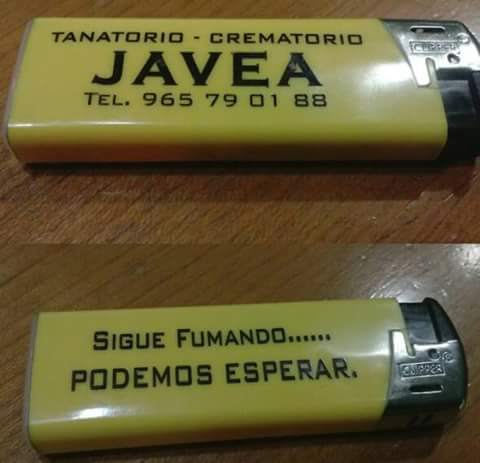 TANATORIO - CREMATORIO
JAVEA
TEL. 965 79 01 88
CLIPPER
SIGUE FUMANDO......
PODEMOS ESPERAR.
CLIPPER ®